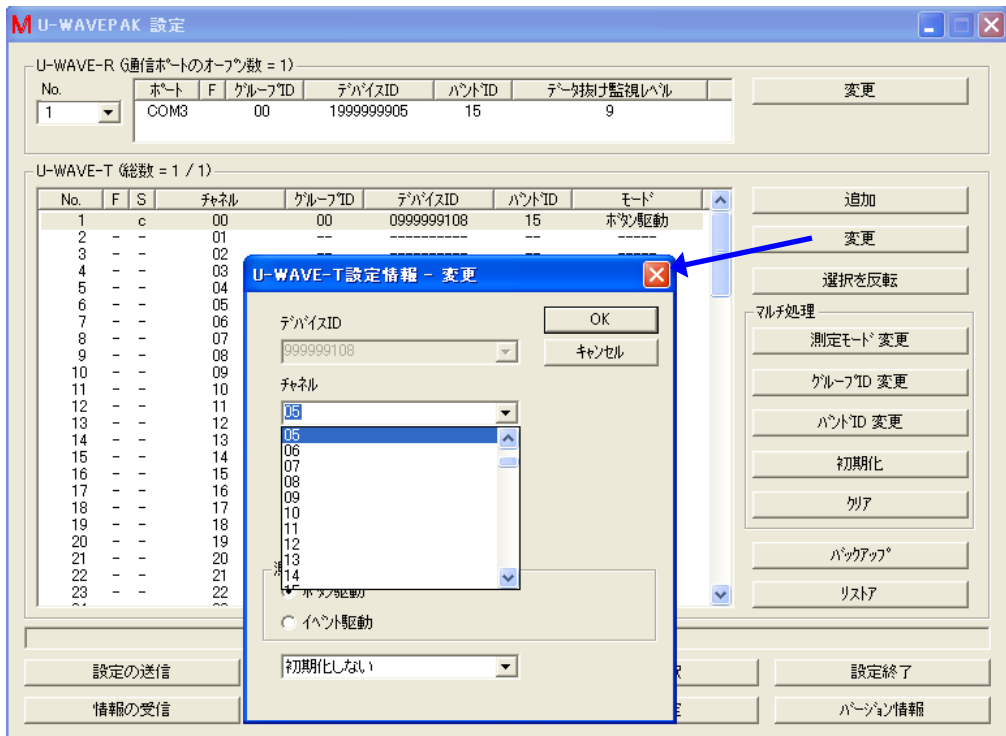 U-WAVEPAK 設定
U-WAVE-R (通信ﾎﾟｰﾄのｵｰﾌﾟﾝ数 = 1)
No. ﾎﾟｰﾄ F ｸﾞﾙｰﾌﾟID ﾃﾞﾊﾞｲｽID ﾊﾞﾝﾄﾞID ﾃﾞｰﾀ抜け監視ﾚﾍﾞﾙ 変更
1 COM3 00 1999999905 15 9
U-WAVE-T (総数 = 1 / 1)
No. F S ﾁｬﾈﾙ ｸﾞﾙｰﾌﾟID ﾃﾞﾊﾞｲｽID ﾊﾞﾝﾄﾞID ﾓｰﾄﾞ
1 c 00 00 0999999108 15 ﾎﾞﾀﾝ駆動
2 - - 01 -- ---------- -- -----
3 - - 02
4 - - 03
5 - - 04
6 - - 05
7 - - 06
8 - - 07
9 - - 08
10 - - 09
11 - - 10
12 - - 11
13 - - 12
14 - - 13
15 - - 14
16 - - 15
17 - - 16
18 - - 17
19 - - 18
20 - - 19
21 - - 20
22 - - 21
23 - - 22
追加
変更
選択を反転
ﾏﾙﾁ処理
測定ﾓｰﾄﾞ変更
ｸﾞﾙｰﾌﾟID 変更
ﾊﾞﾝﾄﾞID 変更
初期化
ｸﾘｱ
ﾊﾞｯｸｱｯﾌﾟ
ﾘｽﾄｱ
U-WAVE-T設定情報 - 変更
ﾃﾞﾊﾞｲｽID
999999108
OK
ｷｬﾝｾﾙ
ﾁｬﾈﾙ
05
05
06
07
08
09
10
11
12
13
14
ﾎﾞﾀﾝ駆動
ｲﾍﾞﾝﾄ駆動
初期化しない
設定の送信
設定終了
情報の受信
ﾊﾞｰｼﾞｮﾝ情報